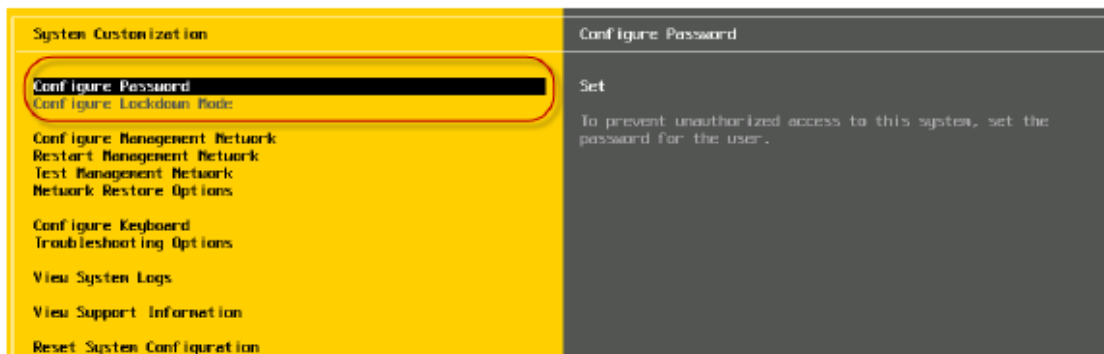 System Customization
Configure Password
Configure Password
Configure Lockdown Mode
Configure Management Network
Restart Management Network
Test Management Network
Network Restore Options
Configure Keyboard
Troubleshooting Options
View System Logs
View Support Information
Reset System Configuration
Set
To prevent unauthorized access to this system, set the
password for the user.